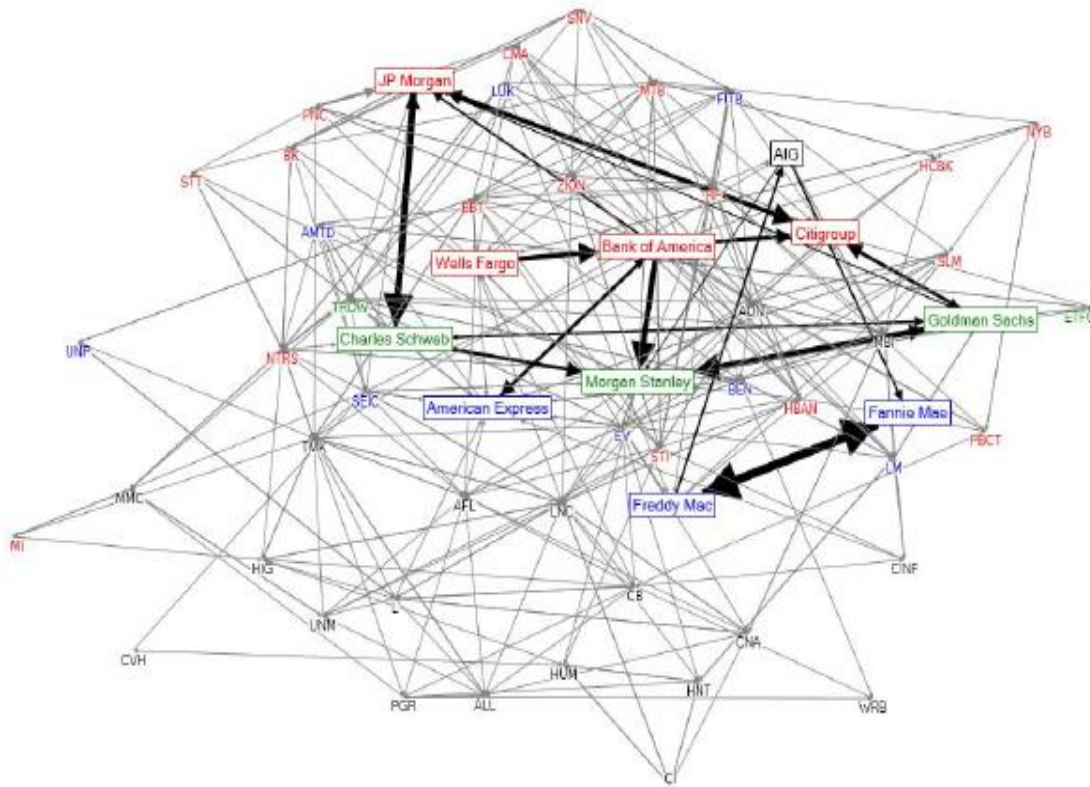 SNV
CMA
JP Morgan
LUK
MTB
FITB
PNC
NYB
BK
AIG
HCBK
STT
ZION
RF
BBT
AMTD
Citigroup
Bank of America
Wells Fargo
SLM
TROW
AON
ETFC
Goldman Sachs
Charles Schwab
UNP
MBI
NTRS
Morgan Stanley
BEN
SEIC
American Express
HBAN
Fannie Mae
EV
PBCT
TMK
STI
LM
MMC
AFL
LNC
Freddy Mac
MI
HIG
CINF
CB
L
UNM
CNA
CVH
HUM
HNT
PGR
ALL
WRB
CI